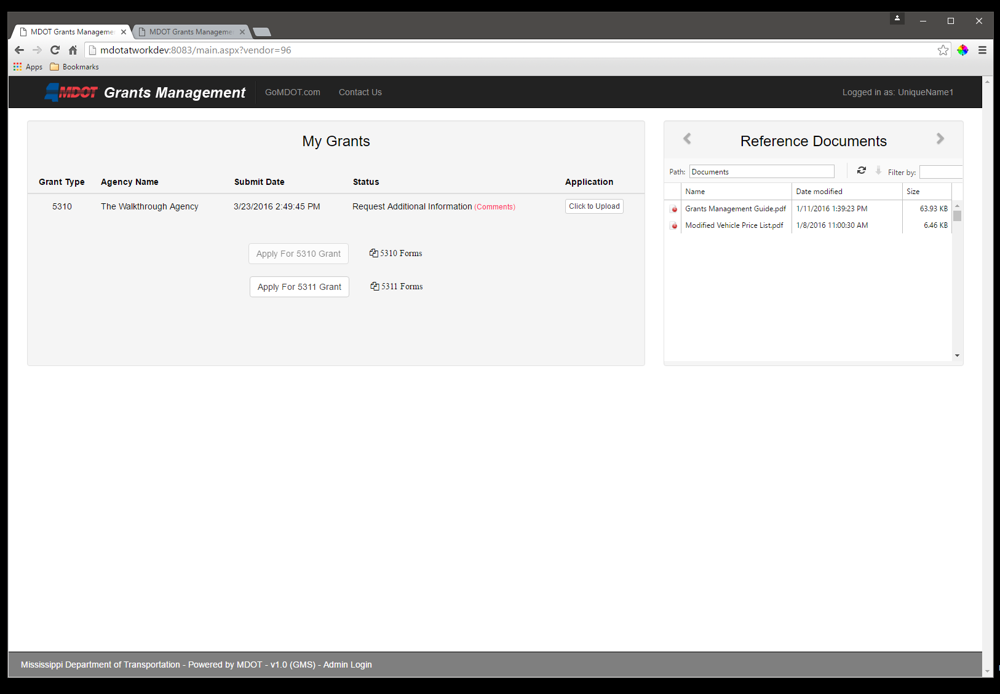 MDOT Grants Manageme
MDOT Grants Manageme
mdotatworkdev:8083/main.aspx?vendor=96
Apps Bookmarks
MDOT Grants Management GoMDOT.com Contact Us Logged in as: UniqueName1
My Grants
Grant Type Agency Name Submit Date Status Application
5310 The Walkthrough Agency 3/23/2016 2:49:45 PM Request Additional Information (Comments) Click to Upload
Apply For 5310 Grant 5310 Forms
Apply For 5311 Grant 5311 Forms
Reference Documents
Path: Documents Filter by:
Name Date modified Size
Grants Management Guide.pdf 1/11/2016 1:39:23 PM 63.93 KB
Modified Vehicle Price List.pdf 1/8/2016 11:00:30 AM 6.46 KB
Mississippi Department of Transportation - Powered by MDOT - v1.0 (GMS) - Admin Login